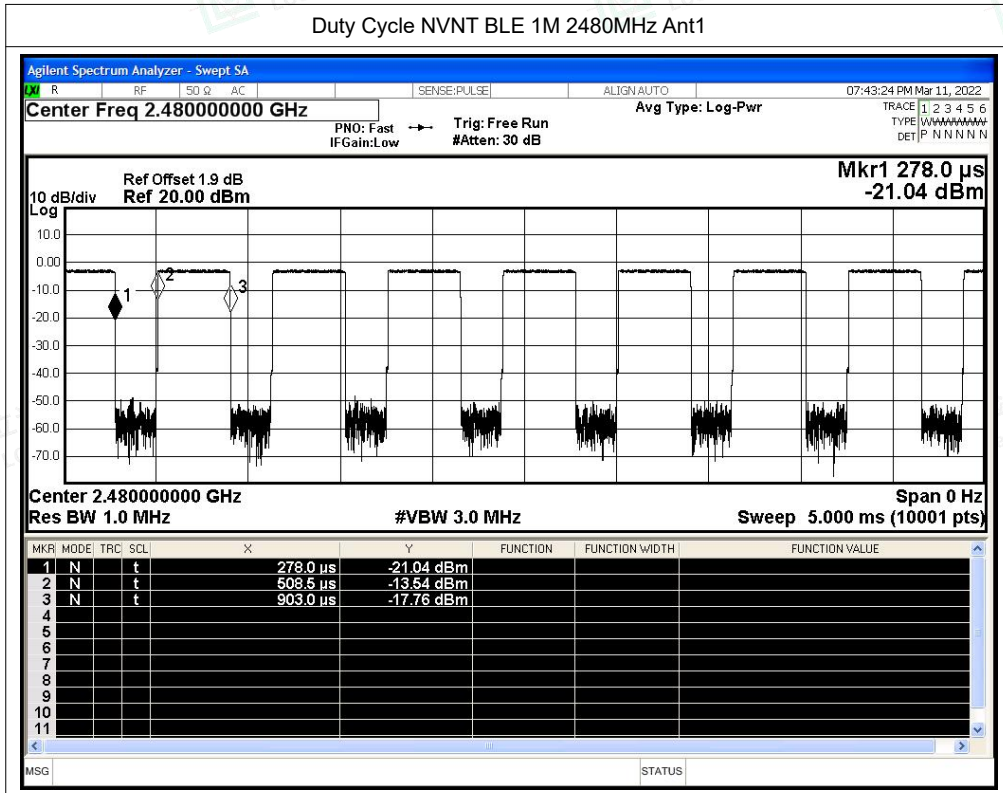 Duty Cycle NVNT BLE 1M 2480MHz Ant1
Agilent Spectrum Analyzer - Swept SA
LXI R RF 50 Ω AC SENSE:PULSE ALIGN AUTO 07:43:24 PM Mar 11, 2022
Center Freq 2.480000000 GHz Avg Type: Log-Pwr TRACE 1 2 3 4 5 6
PNO: Fast Trig: Free Run TYPE WWWWWW
IFGain:Low #Atten: 30 dB DET P N N N N N
Mkr1 278.0 µs
-21.04 dBm
Ref Offset 1.9 dB
10 dB/div Ref 20.00 dBm
Log
10.0
0.00
-10.0
-20.0
-30.0
-40.0
-50.0
-60.0
-70.0
1
2
3
Center 2.480000000 GHz Span 0 Hz
Res BW 1.0 MHz #VBW 3.0 MHz Sweep 5.000 ms (10001 pts)
MKR MODE TRC SCL X Y FUNCTION FUNCTION WIDTH FUNCTION VALUE
1 N t 278.0 µs -21.04 dBm
2 N t 508.5 µs -13.54 dBm
3 N t 903.0 µs -17.76 dBm
4
5
6
7
8
9
10
11
MSG STATUS